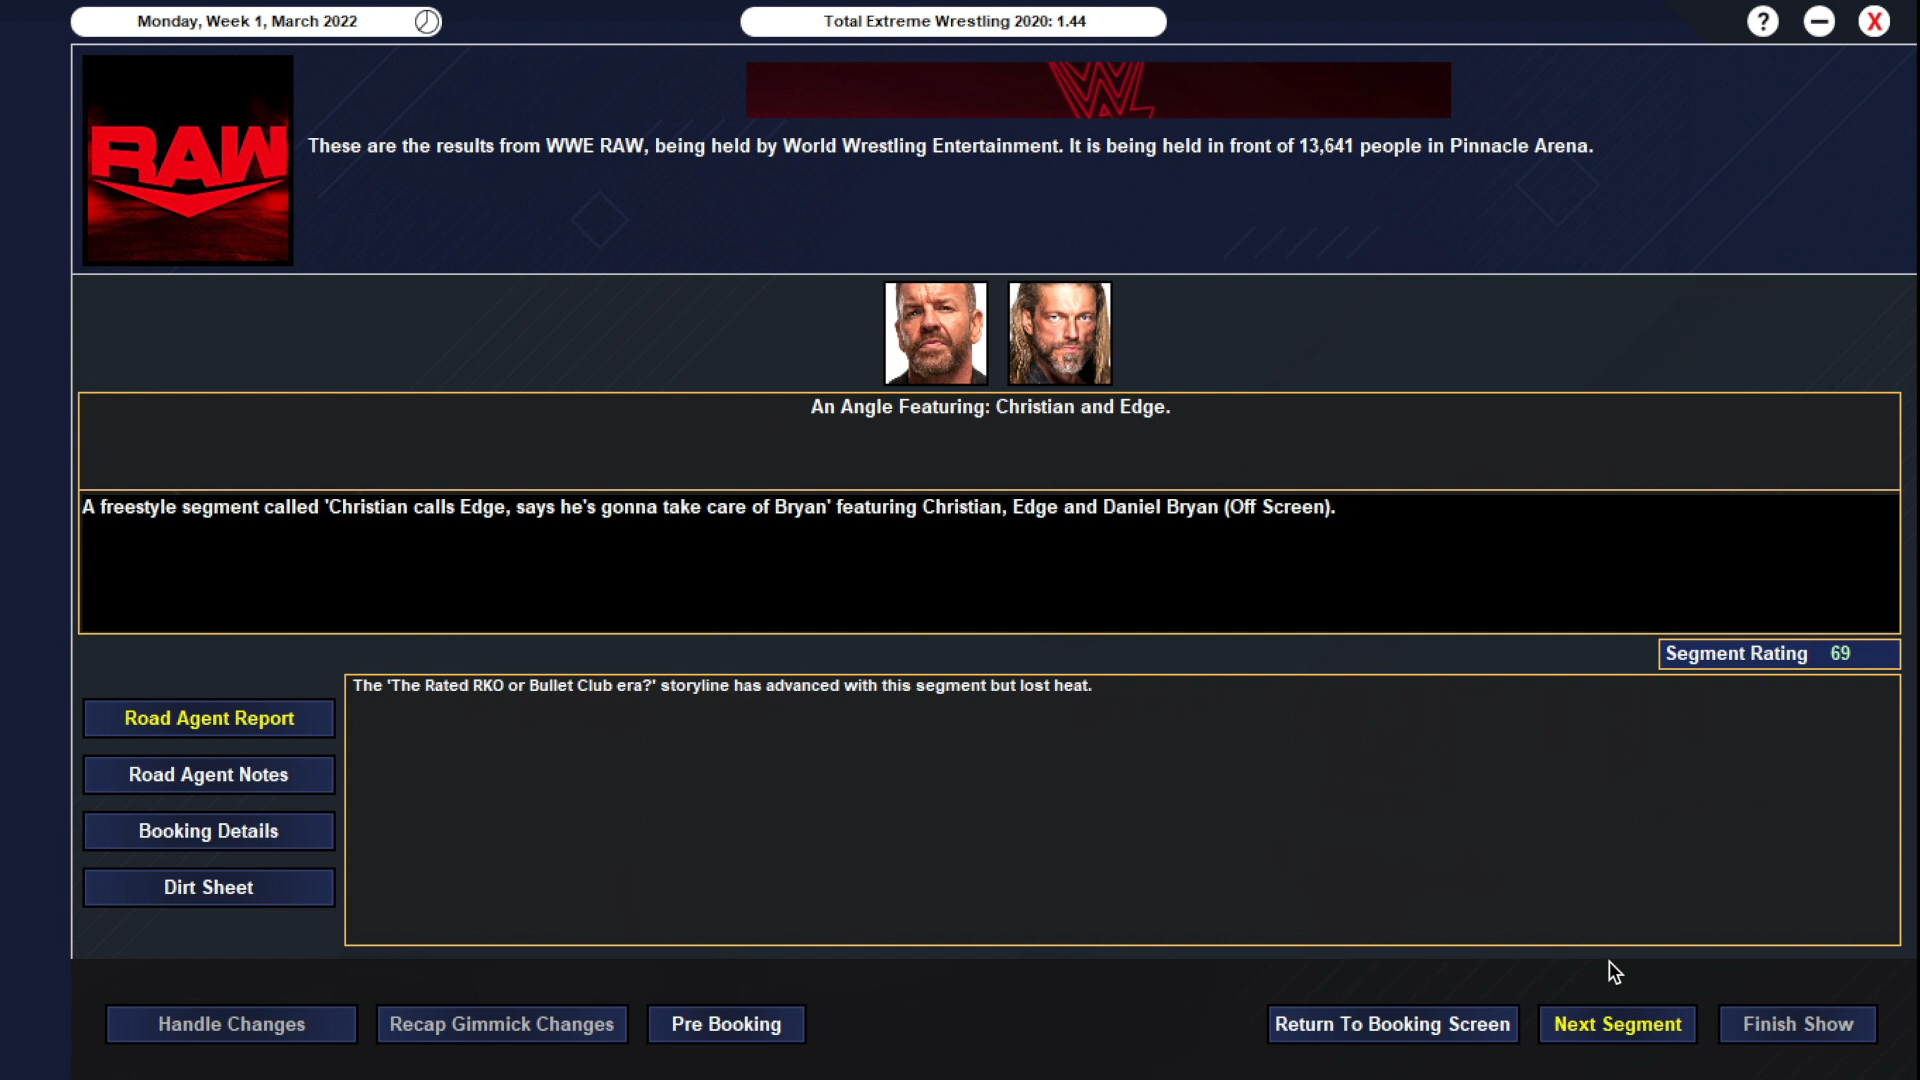 Monday, Week 1, March 2022
Total Extreme Wrestling 2020: 1.44
?
X
RAW
These are the results from WWE RAW, being held by World Wrestling Entertainment. It is being held in front of 13,641 people in Pinnacle Arena.
An Angle Featuring: Christian and Edge.
A freestyle segment called 'Christian calls Edge, says he's gonna take care of Bryan' featuring Christian, Edge and Daniel Bryan (Off Screen).
Segment Rating 69
The 'The Rated RKO or Bullet Club era?' storyline has advanced with this segment but lost heat.
Road Agent Report
Road Agent Notes
Booking Details
Dirt Sheet
Handle Changes
Recap Gimmick Changes
Pre Booking
Return To Booking Screen
Next Segment
Finish Show